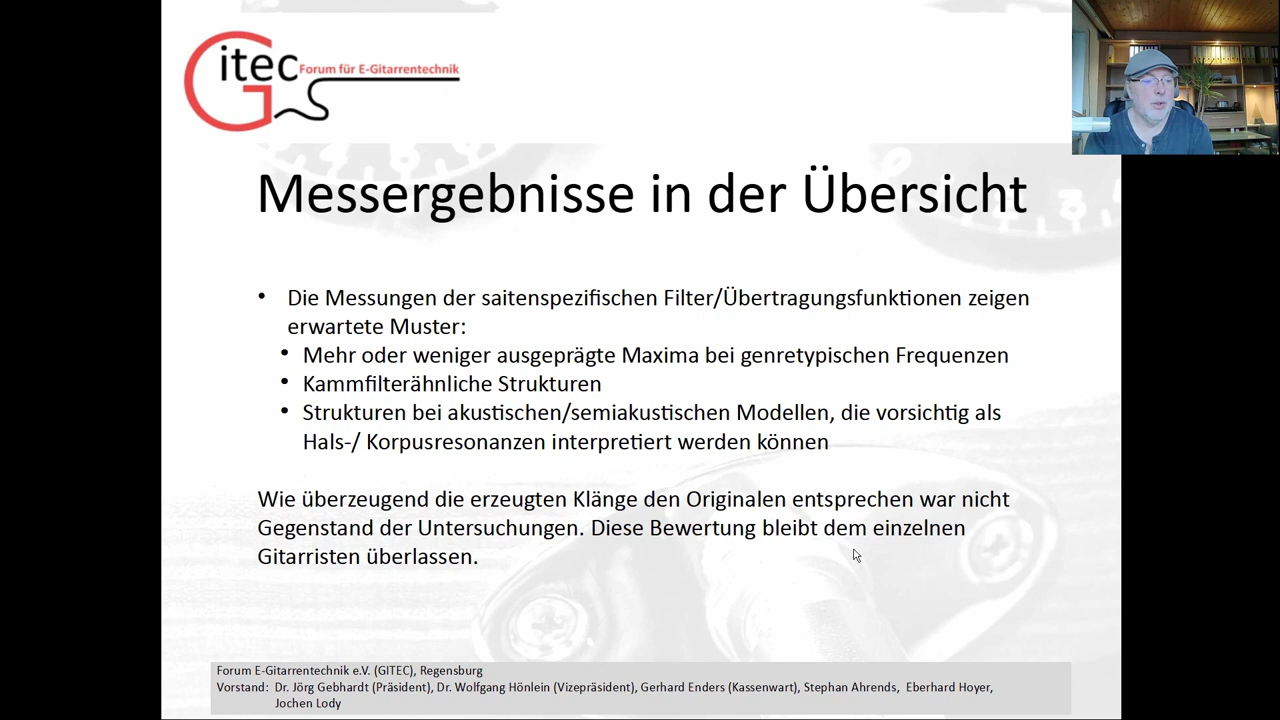 Gitec Forum für E-Gitarrentechnik
Messergebnisse in der Übersicht
• Die Messungen der saitenspezifischen Filter/Übertragungsfunktionen zeigen
erwartete Muster:
• Mehr oder weniger ausgeprägte Maxima bei genretypischen Frequenzen
• Kammfilterähnliche Strukturen
• Strukturen bei akustischen/semiakustischen Modellen, die vorsichtig als
Hals-/ Korpusresonanzen interpretiert werden können
Wie überzeugend die erzeugten Klänge den Originalen entsprechen war nicht
Gegenstand der Untersuchungen. Diese Bewertung bleibt dem einzelnen
Gitarristen überlassen.
Forum E-Gitarrentechnik e.V. (GITEC), Regensburg
Vorstand: Dr. Jörg Gebhardt (Präsident), Dr. Wolfgang Hönlein (Vizepräsident), Gerhard Enders (Kassenwart), Stephan Ahrends, Eberhard Hoyer,
Jochen Lody